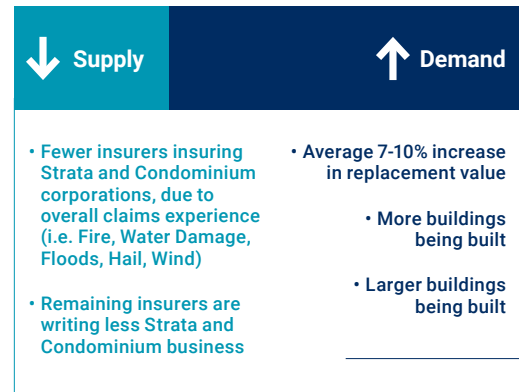 Supply
Demand
• Fewer insurers insuring
Strata and Condominium
corporations, due to
overall claims experience
(i.e. Fire, Water Damage,
Floods, Hail, Wind)
• Remaining insurers are
writing less Strata and
Condominium business
• Average 7-10% increase
in replacement value
• More buildings
being built
• Larger buildings
being built